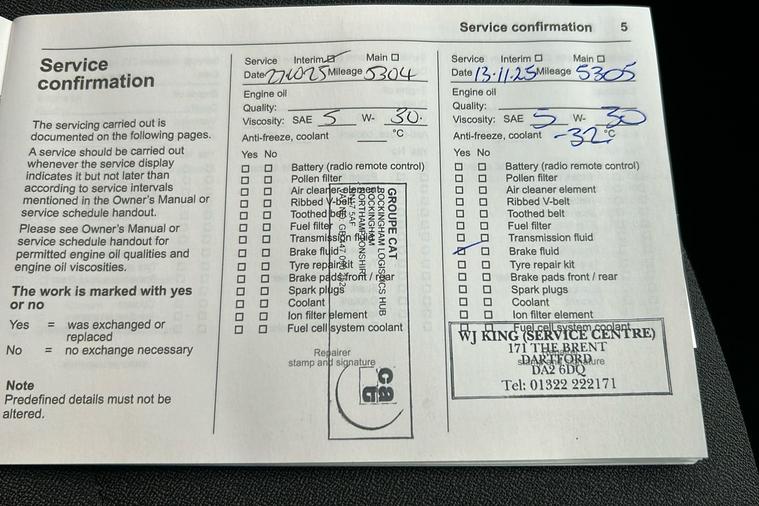 Service confirmation 5
Service
confirmation
The servicing carried out is
documented on the following pages.
A service should be carried out
whenever the service display
indicates it but not later than
according to service intervals
mentioned in the Owner's Manual or
service schedule handout.
Please see Owner's Manual or
service schedule handout for
permitted engine oil qualities and
engine oil viscosities.
The work is marked with yes
or no
Yes = was exchanged or
replaced
No = no exchange necessary
Note
Predefined details must not be
altered.
Service Interim Main
Date Mileage 5304
Engine oil
Quality:
Viscosity: SAE 5 W- 30.
Anti-freeze, coolant °C
Yes No
Battery (radio remote control)
Pollen filter
Air cleaner element
Ribbed V-belt
Toothed belt
Fuel filter
Transmission fluid
Brake fluid
Tyre repair kit
Brake pads front / rear
Spark plugs
Coolant
Ion filter element
Fuel cell system coolant
Repairer
stamp and signature
GROUPE CAT
ROCKINGHAM LOGISTICS HUB
ROCKINGHAM
NORTHAMPTONSHIRE
cat
Service Interim Main
Date 13.11.25 Mileage 5305
Engine oil
Quality:
Viscosity: SAE 5 W- 30
Anti-freeze, coolant -32 °C
Yes No
Battery (radio remote control)
Pollen filter
Air cleaner element
Ribbed V-belt
Toothed belt
Fuel filter
Transmission fluid
Brake fluid
Tyre repair kit
Brake pads front / rear
Spark plugs
Coolant
Ion filter element
Fuel cell system coolant
stamp and signature
WJ KING (SERVICE CENTRE)
171 THE BRENT
DARTFORD
DA2 6DQ
Tel: 01322 222171